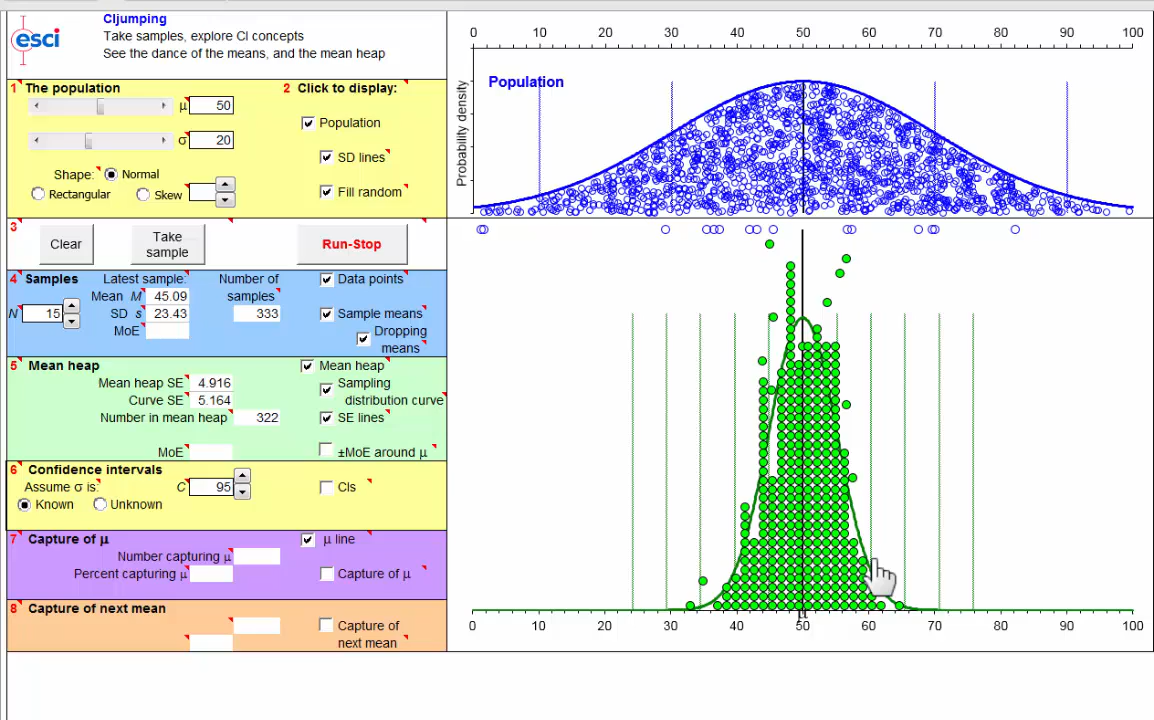 esci
CIjumping
Take samples, explore CI concepts
See the dance of the means, and the mean heap
1 The population
μ 50
σ 20
Shape: Normal
Rectangular Skew
2 Click to display:
Population
SD lines
Fill random
3
Clear
Take sample
Run-Stop
4 Samples
Latest sample:
Number of samples
Mean M 45.09
N 15
SD s 23.43
333
MoE
Data points
Sample means
Dropping means
5 Mean heap
Mean heap SE 4.916
Curve SE 5.164
Number in mean heap 322
MoE
Mean heap
Sampling distribution curve
SE lines
±MoE around μ
6 Confidence intervals
Assume σ is:
C 95
Known Unknown
CIs
7 Capture of μ
μ line
Number capturing μ
Percent capturing μ
Capture of μ
8 Capture of next mean
Capture of next mean
0 10 20 30 40 50 60 70 80 90 100
Population
Probability density
0 10 20 30 40 50 60 70 80 90 100